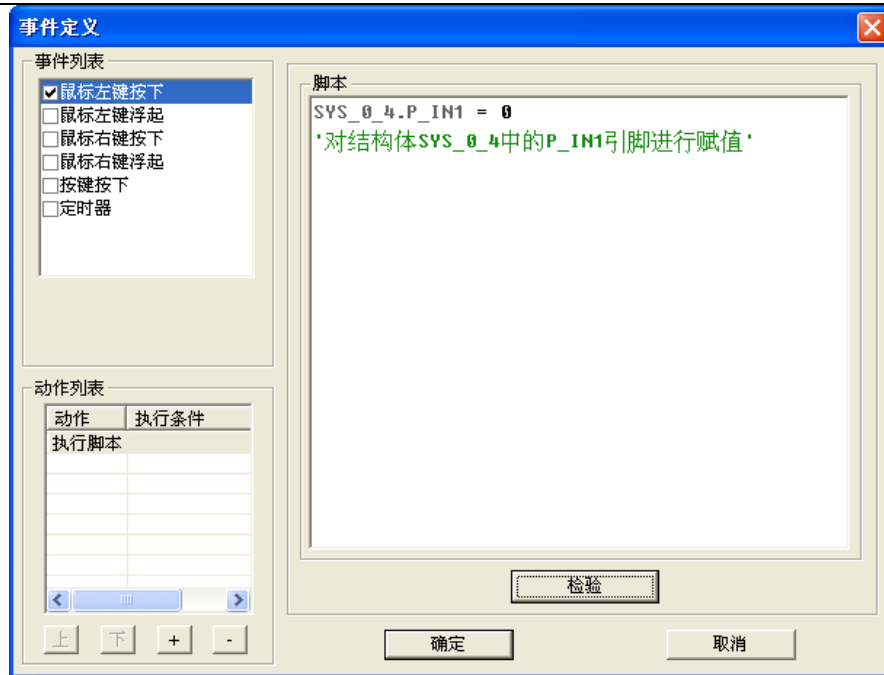 事件定义
事件列表
鼠标左键按下
鼠标左键浮起
鼠标右键按下
鼠标右键浮起
按键按下
定时器
动作列表
动作 执行条件
执行脚本
上 下 + -
脚本
SYS_0_4.P_IN1 = 0
'对结构体SYS_0_4中的P_IN1引脚进行赋值'
检验
确定 取消